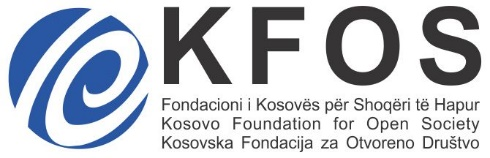 KFOS
Fondacioni i Kosovës për Shoqëri të Hapur
Kosovo Foundation for Open Society
Kosovska Fondacija za Otvoreno Društvo